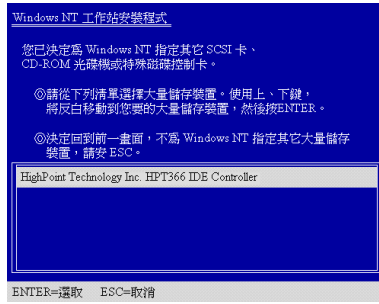 Windows NT 工作站安裝程式
您已決定為 Windows NT 指定其它 SCSI 卡、
CD-ROM 光碟機或特殊磁碟控制卡。
◎請從下列清單選擇大量儲存裝置。使用上、下鍵，
將反白移動到您要的大量儲存裝置，然後按ENTER。
◎決定回到前一畫面，不為 Windows NT 指定其它大量儲存
裝置，請安 ESC。
HighPoint Technology Inc. HPT366 IDE Controller
ENTER=選取 ESC=取消